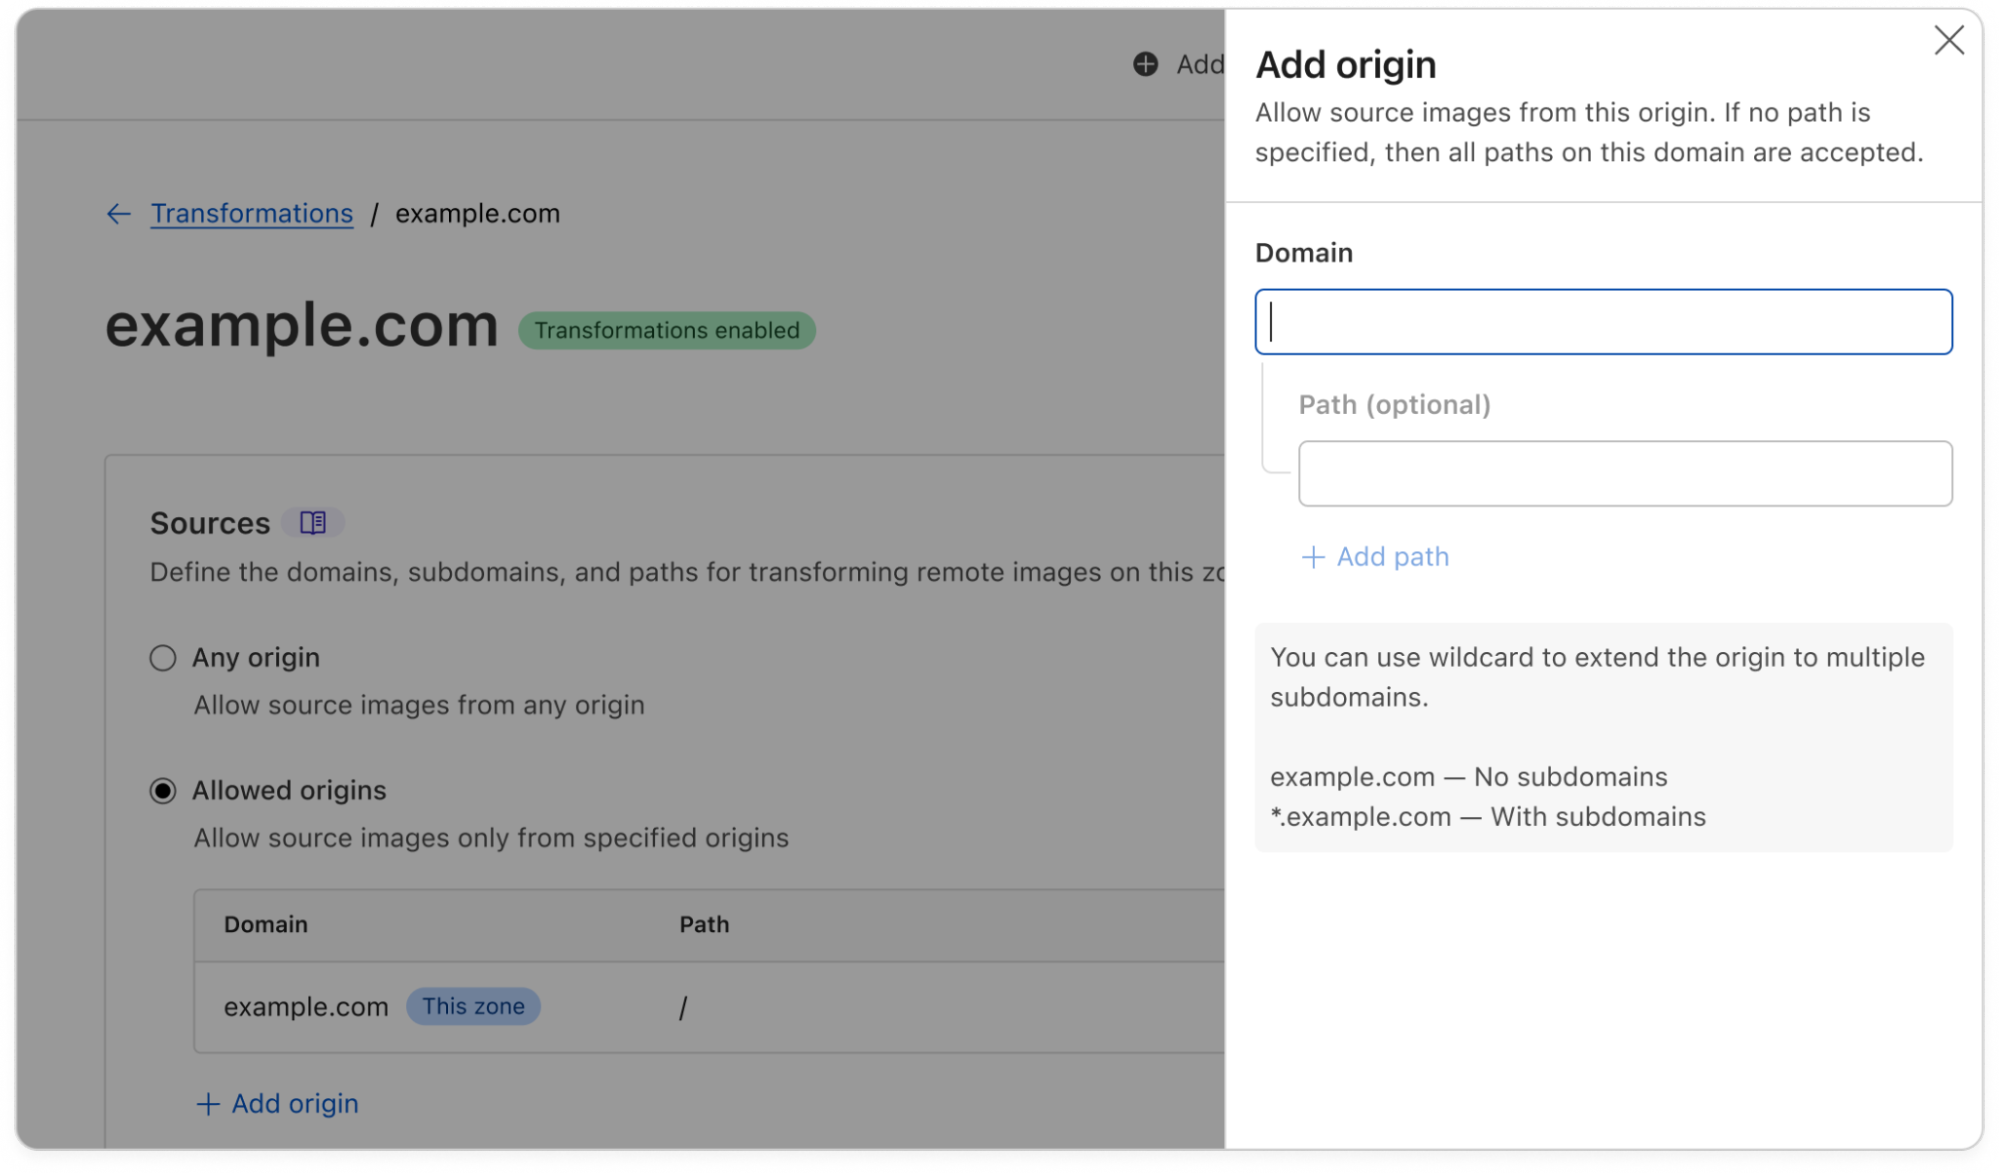 Add
← Transformations / example.com
example.com Transformations enabled
Sources
Define the domains, subdomains, and paths for transforming remote images on this
Any origin
Allow source images from any origin
Allowed origins
Allow source images only from specified origins
Domain Path
example.com This zone /
+ Add origin
Add origin
Allow source images from this origin. If no path is
specified, then all paths on this domain are accepted.
Domain
Path (optional)
+ Add path
You can use wildcard to extend the origin to multiple
subdomains.
example.com — No subdomains
*.example.com — With subdomains